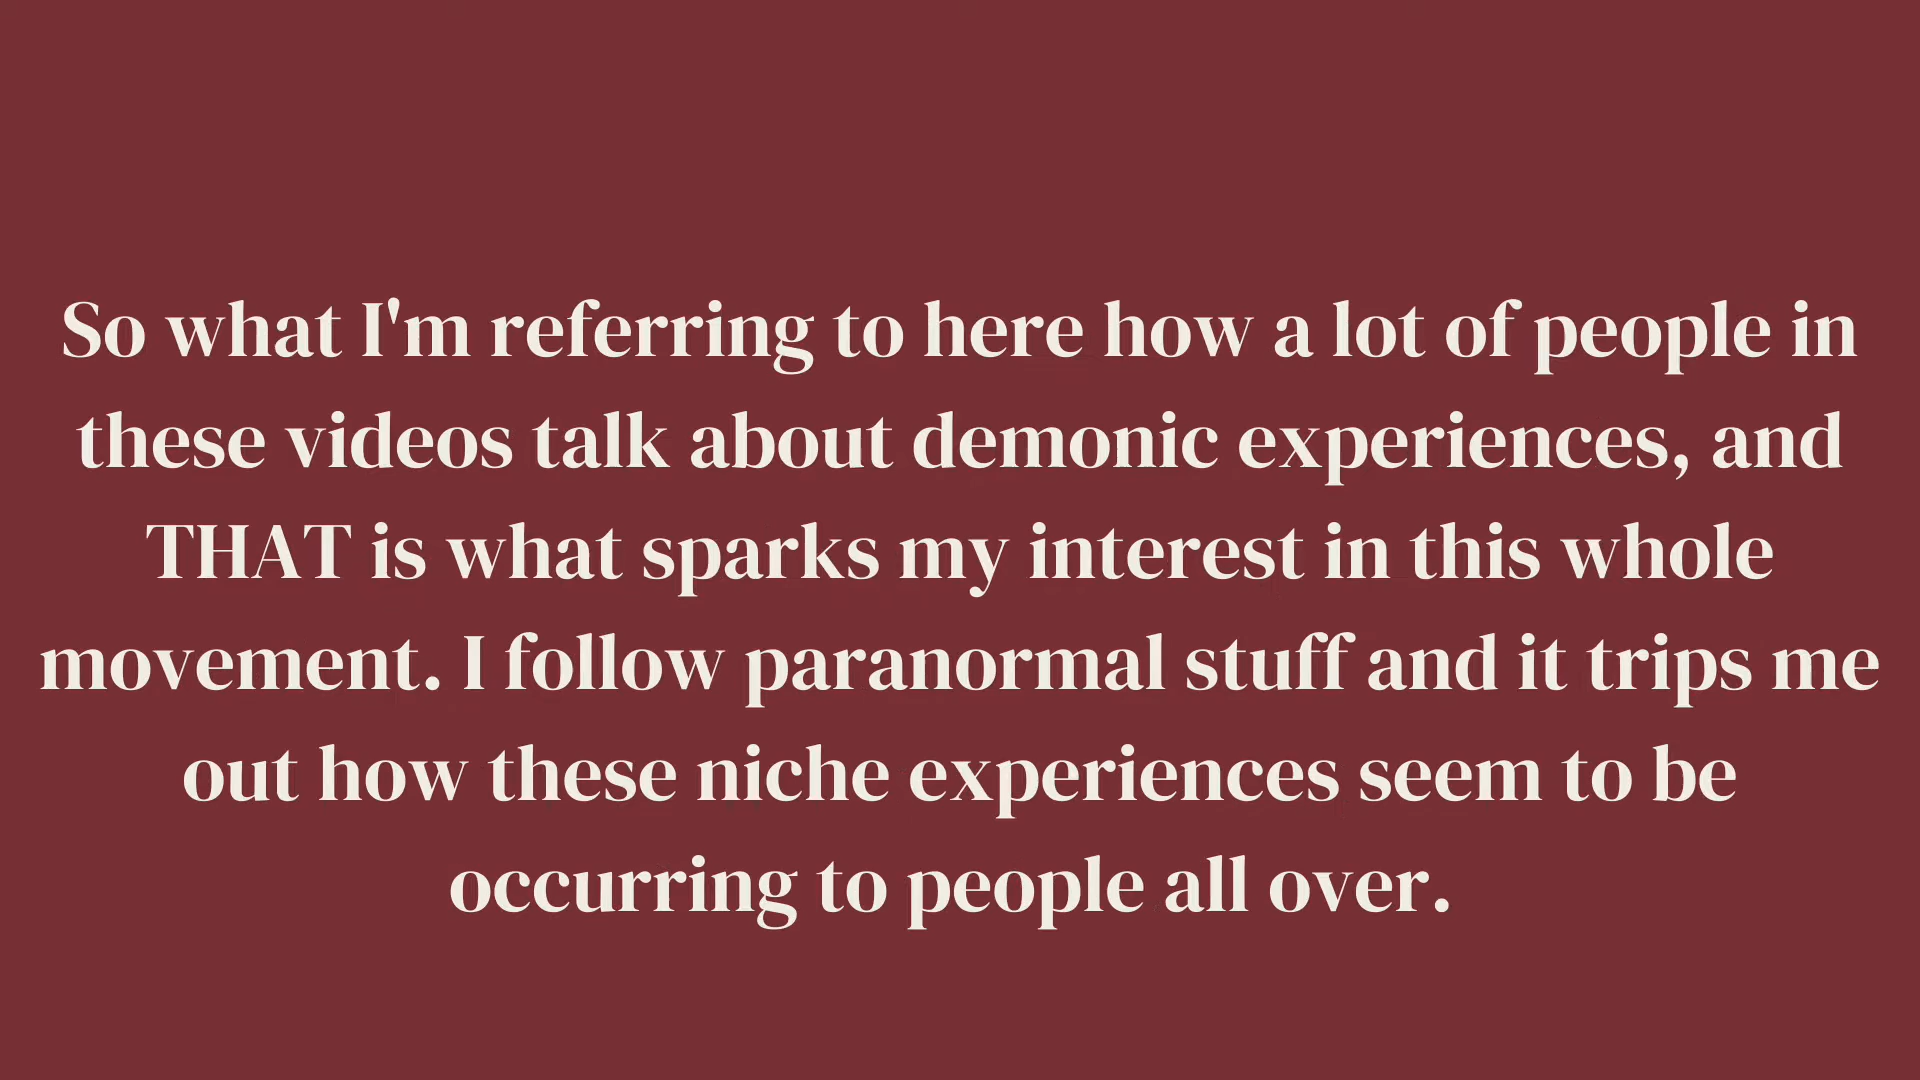 So what I'm referring to here how a lot of people in
these videos talk about demonic experiences, and
THAT is what sparks my interest in this whole
movement. I follow paranormal stuff and it trips me
out how these niche experiences seem to be
occurring to people all over.